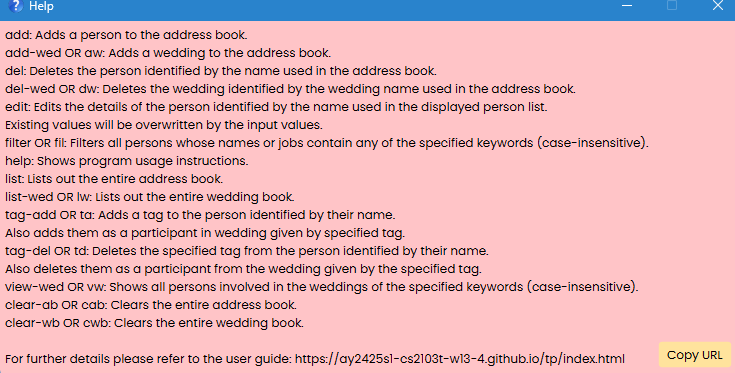 Help
add: Adds a person to the address book.
add-wed OR aw: Adds a wedding to the address book.
del: Deletes the person identified by the name used in the address book.
del-wed OR dw: Deletes the wedding identified by the wedding name used in the address book.
edit: Edits the details of the person identified by the name used in the displayed person list.
Existing values will be overwritten by the input values.
filter OR fil: Filters all persons whose names or jobs contain any of the specified keywords (case-insensitive).
help: Shows program usage instructions.
list: Lists out the entire address book.
list-wed OR lw: Lists out the entire wedding book.
tag-add OR ta: Adds a tag to the person identified by their name.
Also adds them as a participant in wedding given by specified tag.
tag-del OR td: Deletes the specified tag from the person identified by their name.
Also deletes them as a participant from the wedding given by the specified tag.
view-wed OR vw: Shows all persons involved in the weddings of the specified keywords (case-insensitive).
clear-ab OR cab: Clears the entire address book.
clear-wb OR cwb: Clears the entire wedding book.
For further details please refer to the user guide: https://ay2425s1-cs2103t-w13-4.github.io/tp/index.html
Copy URL